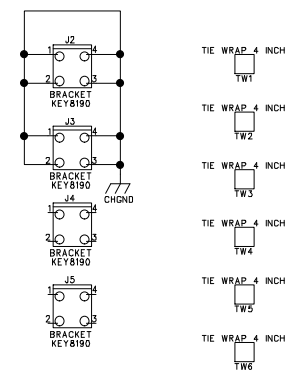 J2
1 4
2 3
BRACKET
KEY8190
J3
1 4
2 3
BRACKET
KEY8190
CHGND
J4
1 4
2 3
BRACKET
KEY8190
J5
1 4
2 3
BRACKET
KEY8190
TIE WRAP 4 INCH
TW1
TIE WRAP 4 INCH
TW2
TIE WRAP 4 INCH
TW3
TIE WRAP 4 INCH
TW4
TIE WRAP 4 INCH
TW5
TIE WRAP 4 INCH
TW6